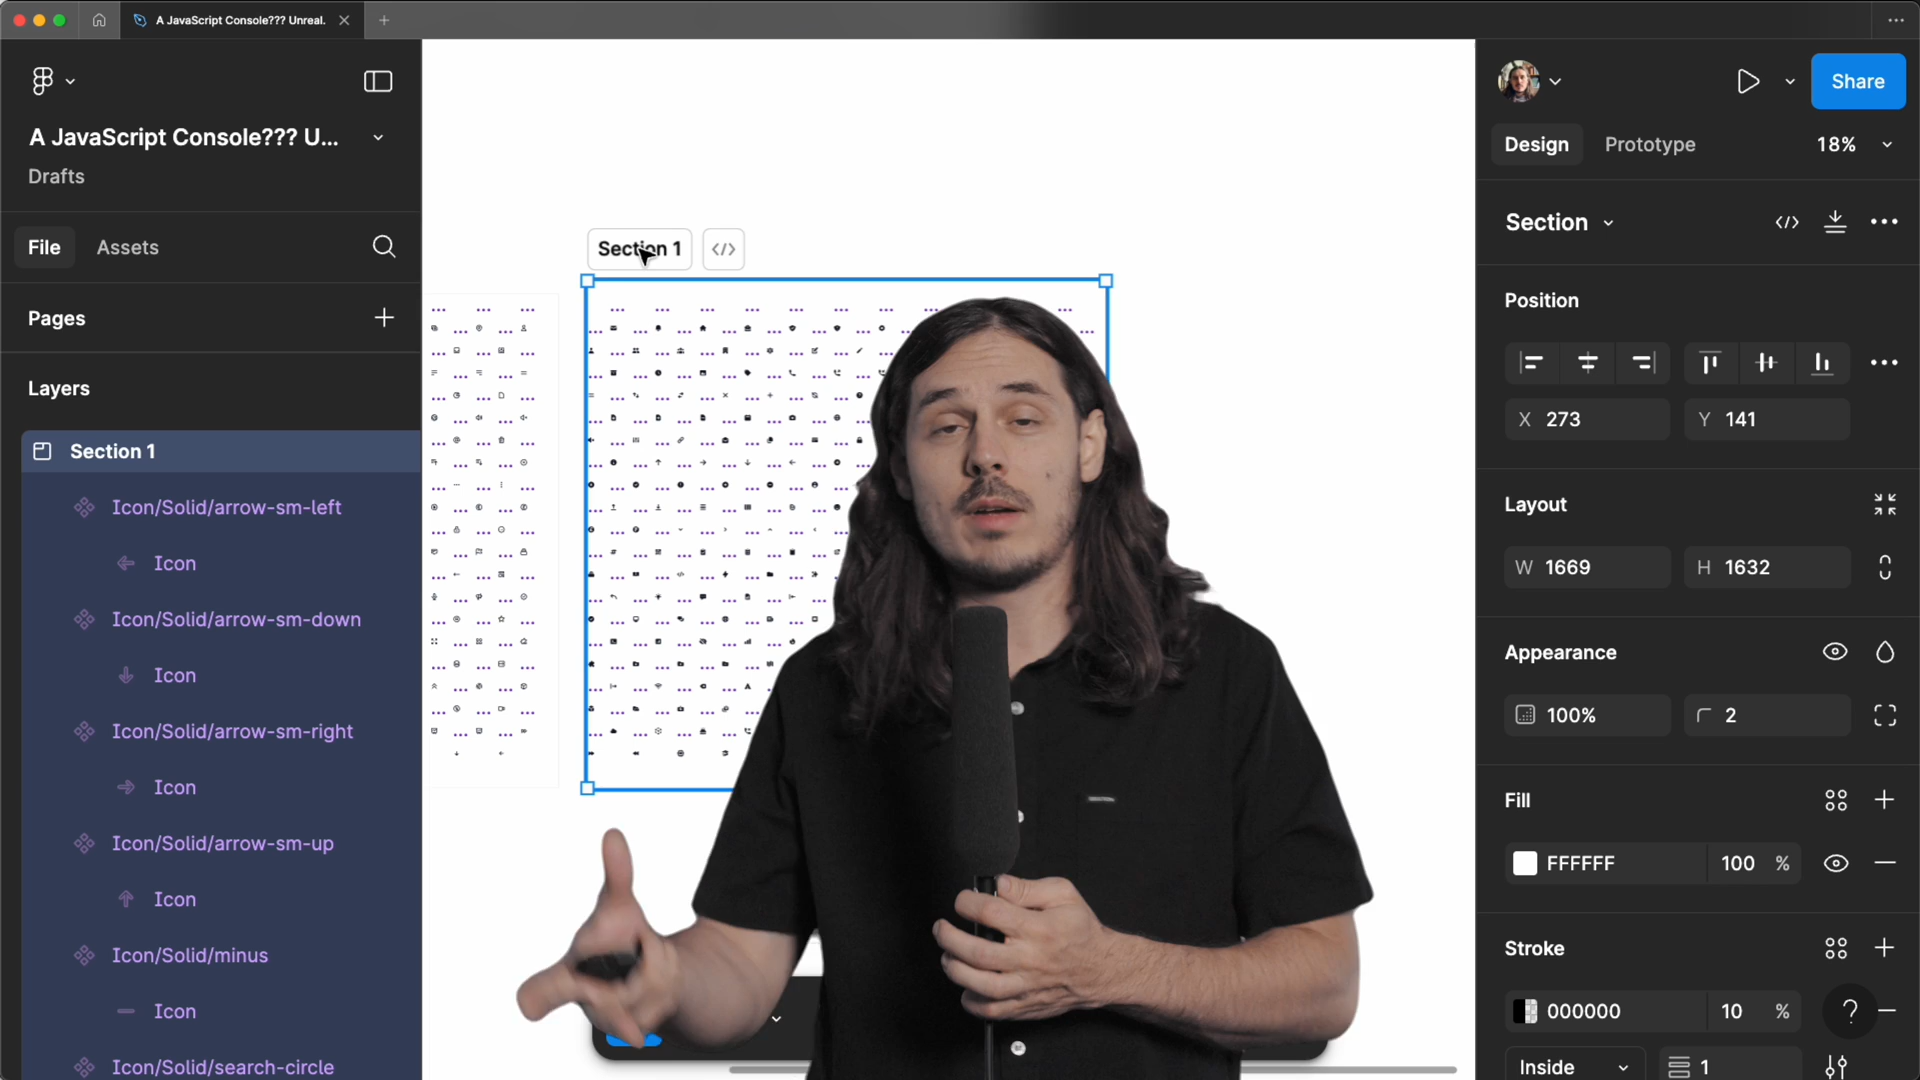 A JavaScript Console??? Unreal.
A JavaScript Console??? U...
Drafts
File
Assets
Pages
Layers
Section 1
Icon/Solid/arrow-sm-left
Icon
Icon/Solid/arrow-sm-down
Icon
Icon/Solid/arrow-sm-right
Icon
Icon/Solid/arrow-sm-up
Icon
Icon/Solid/minus
Icon
Icon/Solid/search-circle
Section 1
Share
Design
Prototype
18%
Section
Position
X 273
Y 141
Layout
W 1669
H 1632
Appearance
100%
2
Fill
FFFFFF 100 %
Stroke
000000 10 %
?
Inside
1